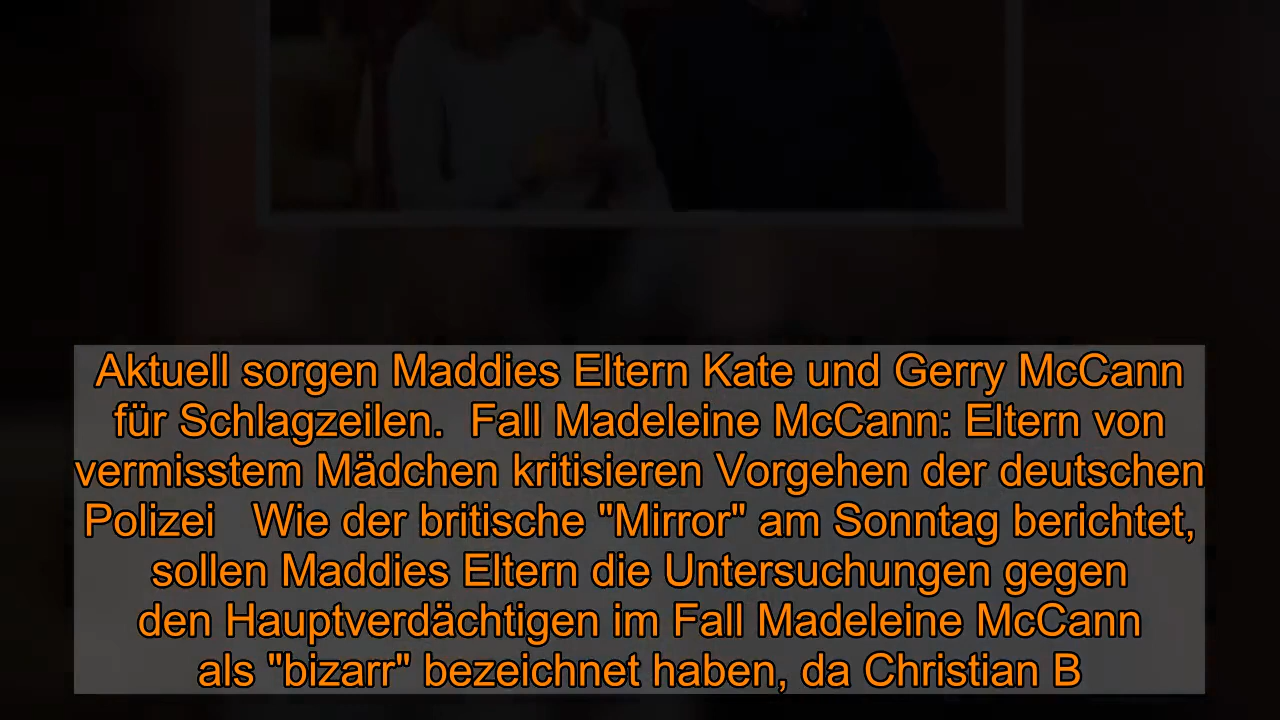 Aktuell sorgen Maddies Eltern Kate und Gerry McCann
für Schlagzeilen.  Fall Madeleine McCann: Eltern von
vermisstem Mädchen kritisieren Vorgehen der deutschen
Polizei   Wie der britische "Mirror" am Sonntag berichtet,
sollen Maddies Eltern die Untersuchungen gegen
den Hauptverdächtigen im Fall Madeleine McCann
als "bizarr" bezeichnet haben, da Christian B